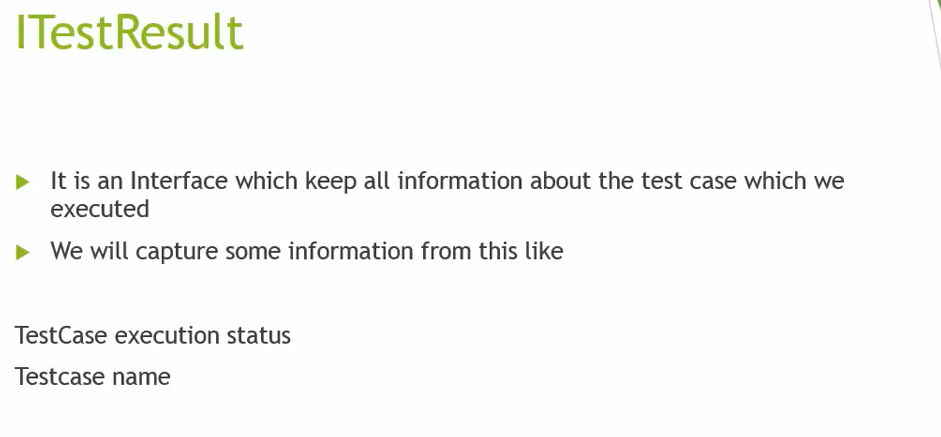 ITestResult
It is an Interface which keep all information about the test case which we
executed
We will capture some information from this like
TestCase execution status
Testcase name